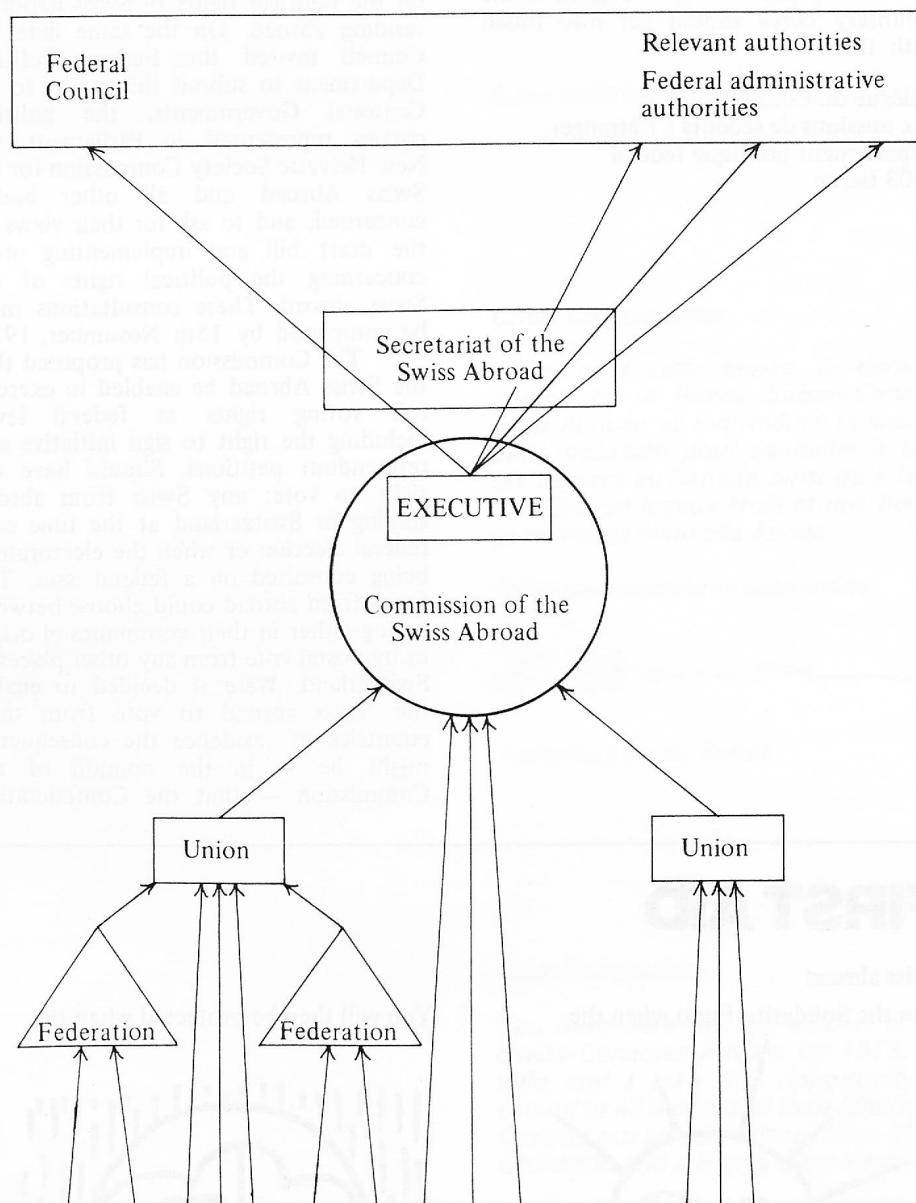 Federal
Council
Relevant authorities
Federal administrative
authorities
Secretariat of the
Swiss Abroad
EXECUTIVE
Commission of the
Swiss Abroad
Union
Union
Federation
Federation